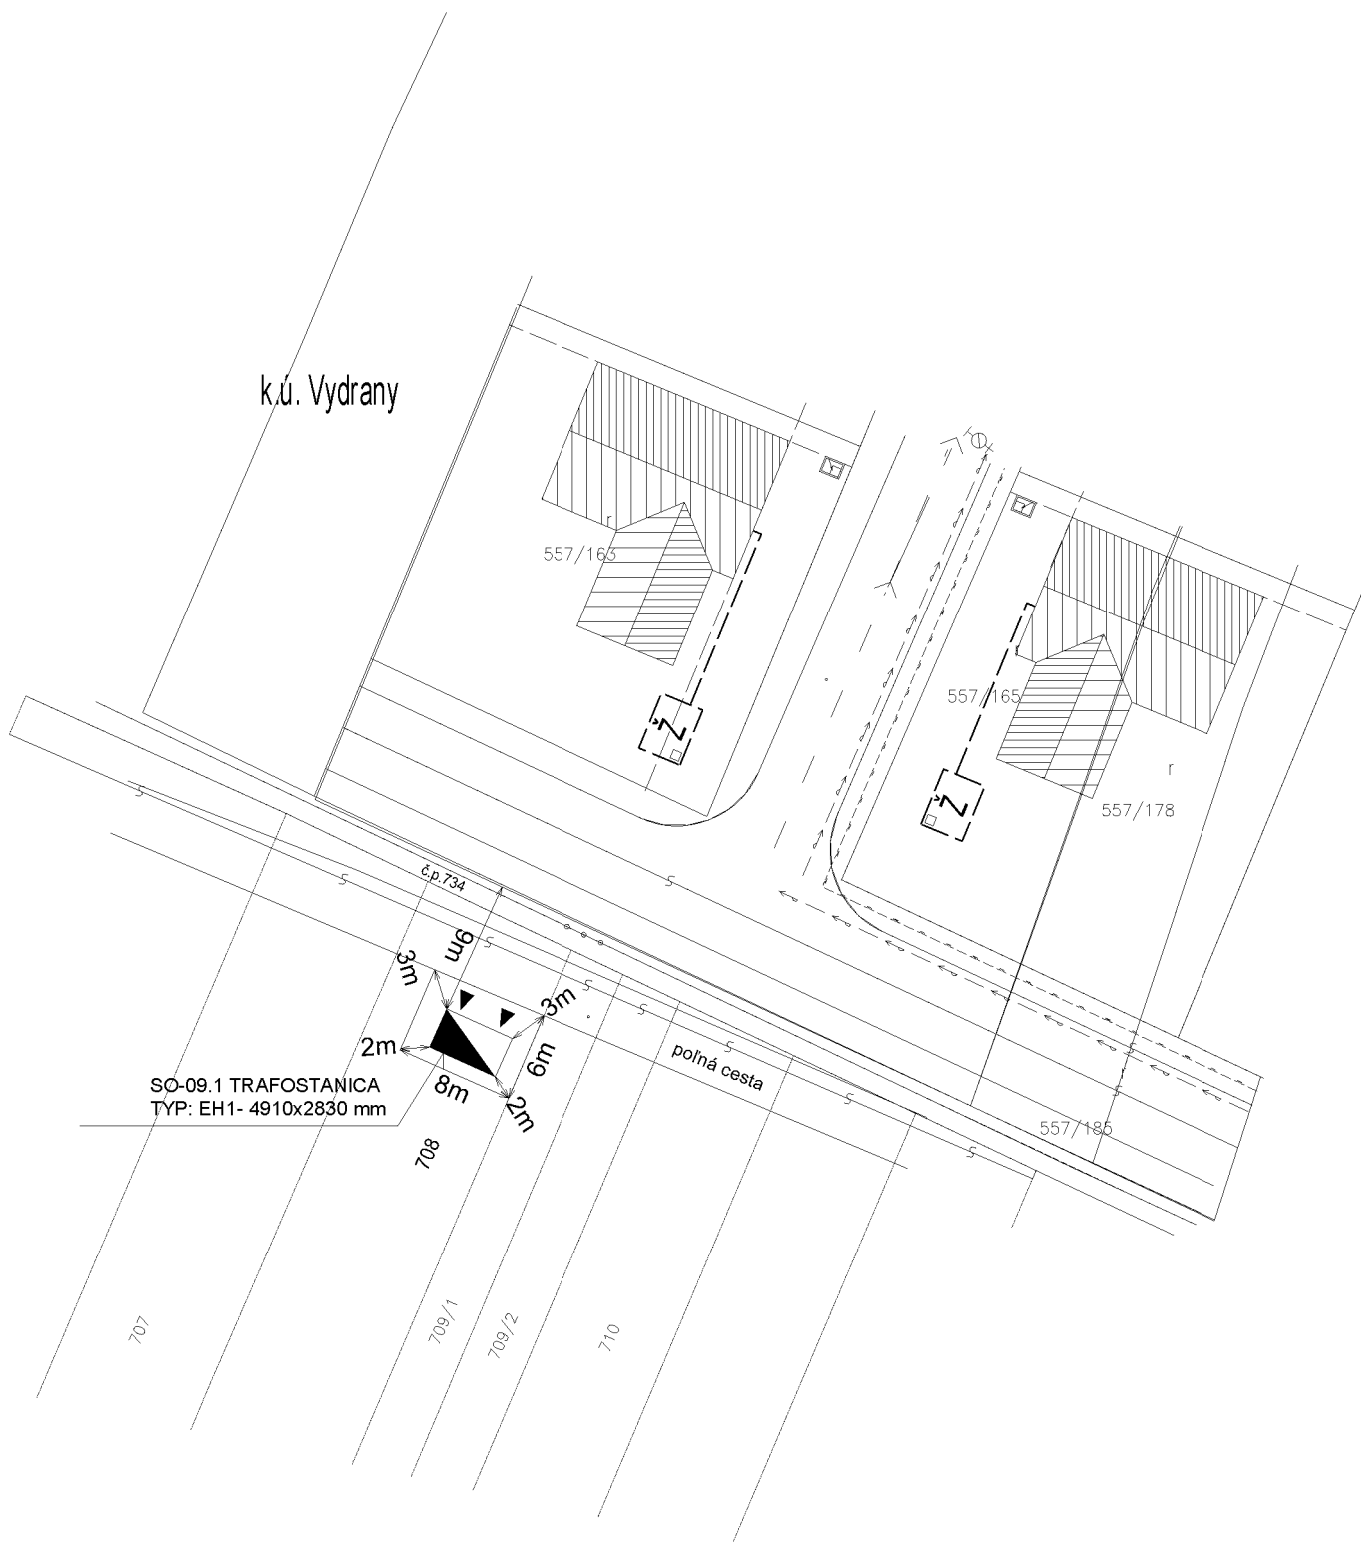 k.ú. Vydrany
r
557/163
557/165
r
557/178
Ž
Ž
č.p.734
9m
3m
3m
2m
6m
8m
2m
poľná cesta
SO-09.1 TRAFOSTANICA
TYP: EH1- 4910x2830 mm
708
557/185
707
709/1
709/2
710